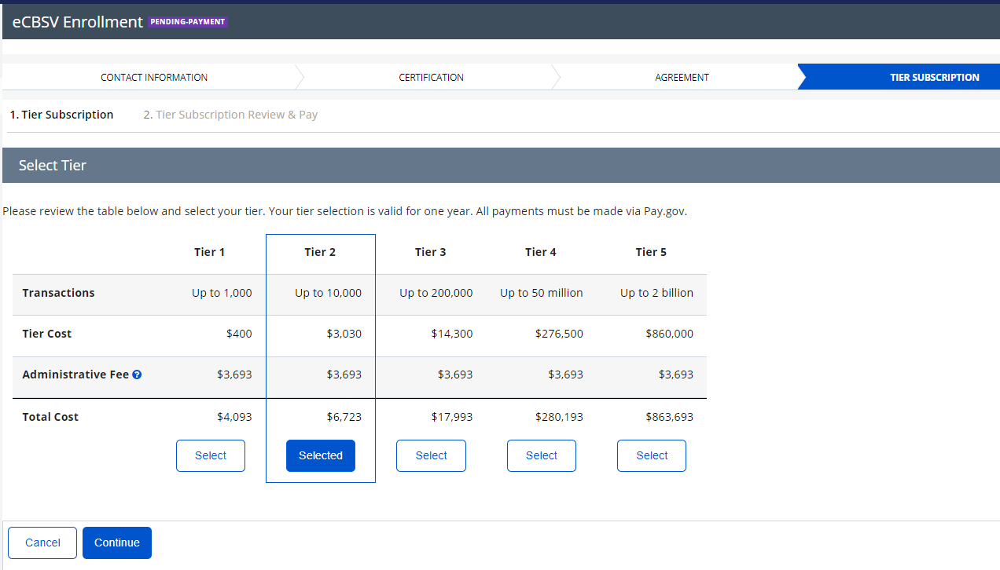 eCBSV Enrollment PENDING-PAYMENT
CONTACT INFORMATION CERTIFICATION AGREEMENT TIER SUBSCRIPTION
1. Tier Subscription 2. Tier Subscription Review & Pay
Select Tier
Please review the table below and select your tier. Your tier selection is valid for one year. All payments must be made via Pay.gov.
Tier 1 Tier 2 Tier 3 Tier 4 Tier 5
Transactions Up to 1,000 Up to 10,000 Up to 200,000 Up to 50 million Up to 2 billion
Tier Cost $400 $3,030 $14,300 $276,500 $860,000
Administrative Fee ? $3,693 $3,693 $3,693 $3,693 $3,693
Total Cost $4,093 $6,723 $17,993 $280,193 $863,693
Select Selected Select Select Select
Cancel Continue